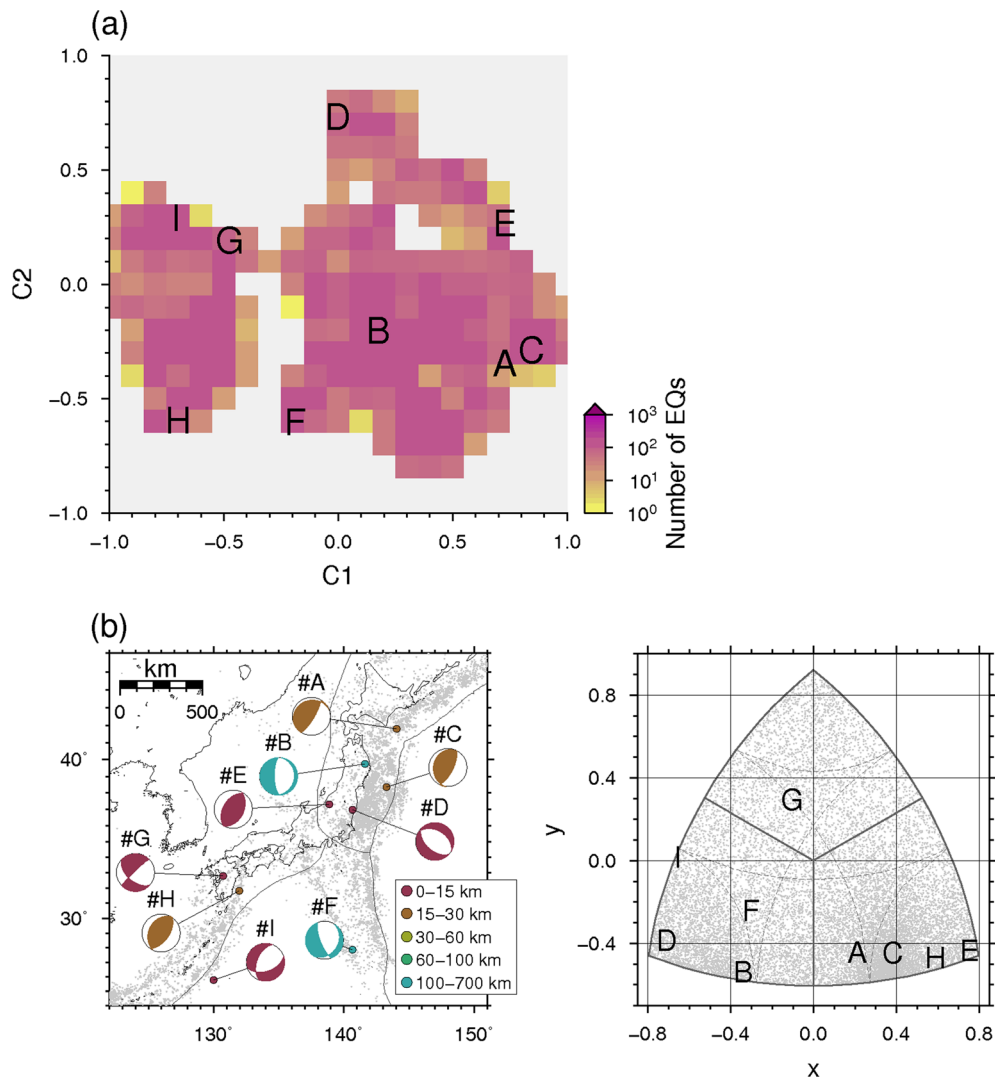 (a)
1.0
0.5
0.0
−0.5
−1.0
C2
D
I
G
E
B
A
C
H
F
10³
10²
10¹
10⁰
Number of EQs
−1.0
−0.5
0.0
0.5
1.0
C1
(b)
km
0
500
#A
#B
#C
#E
#D
#G
#H
#F
#I
40˚
30˚
0−15 km
15−30 km
30−60 km
60−100 km
100−700 km
130˚
140˚
150˚
0.8
0.4
0.0
−0.4
y
G
I
F
D
B
A
C
H
E
−0.8
−0.4
0.0
0.4
0.8
x